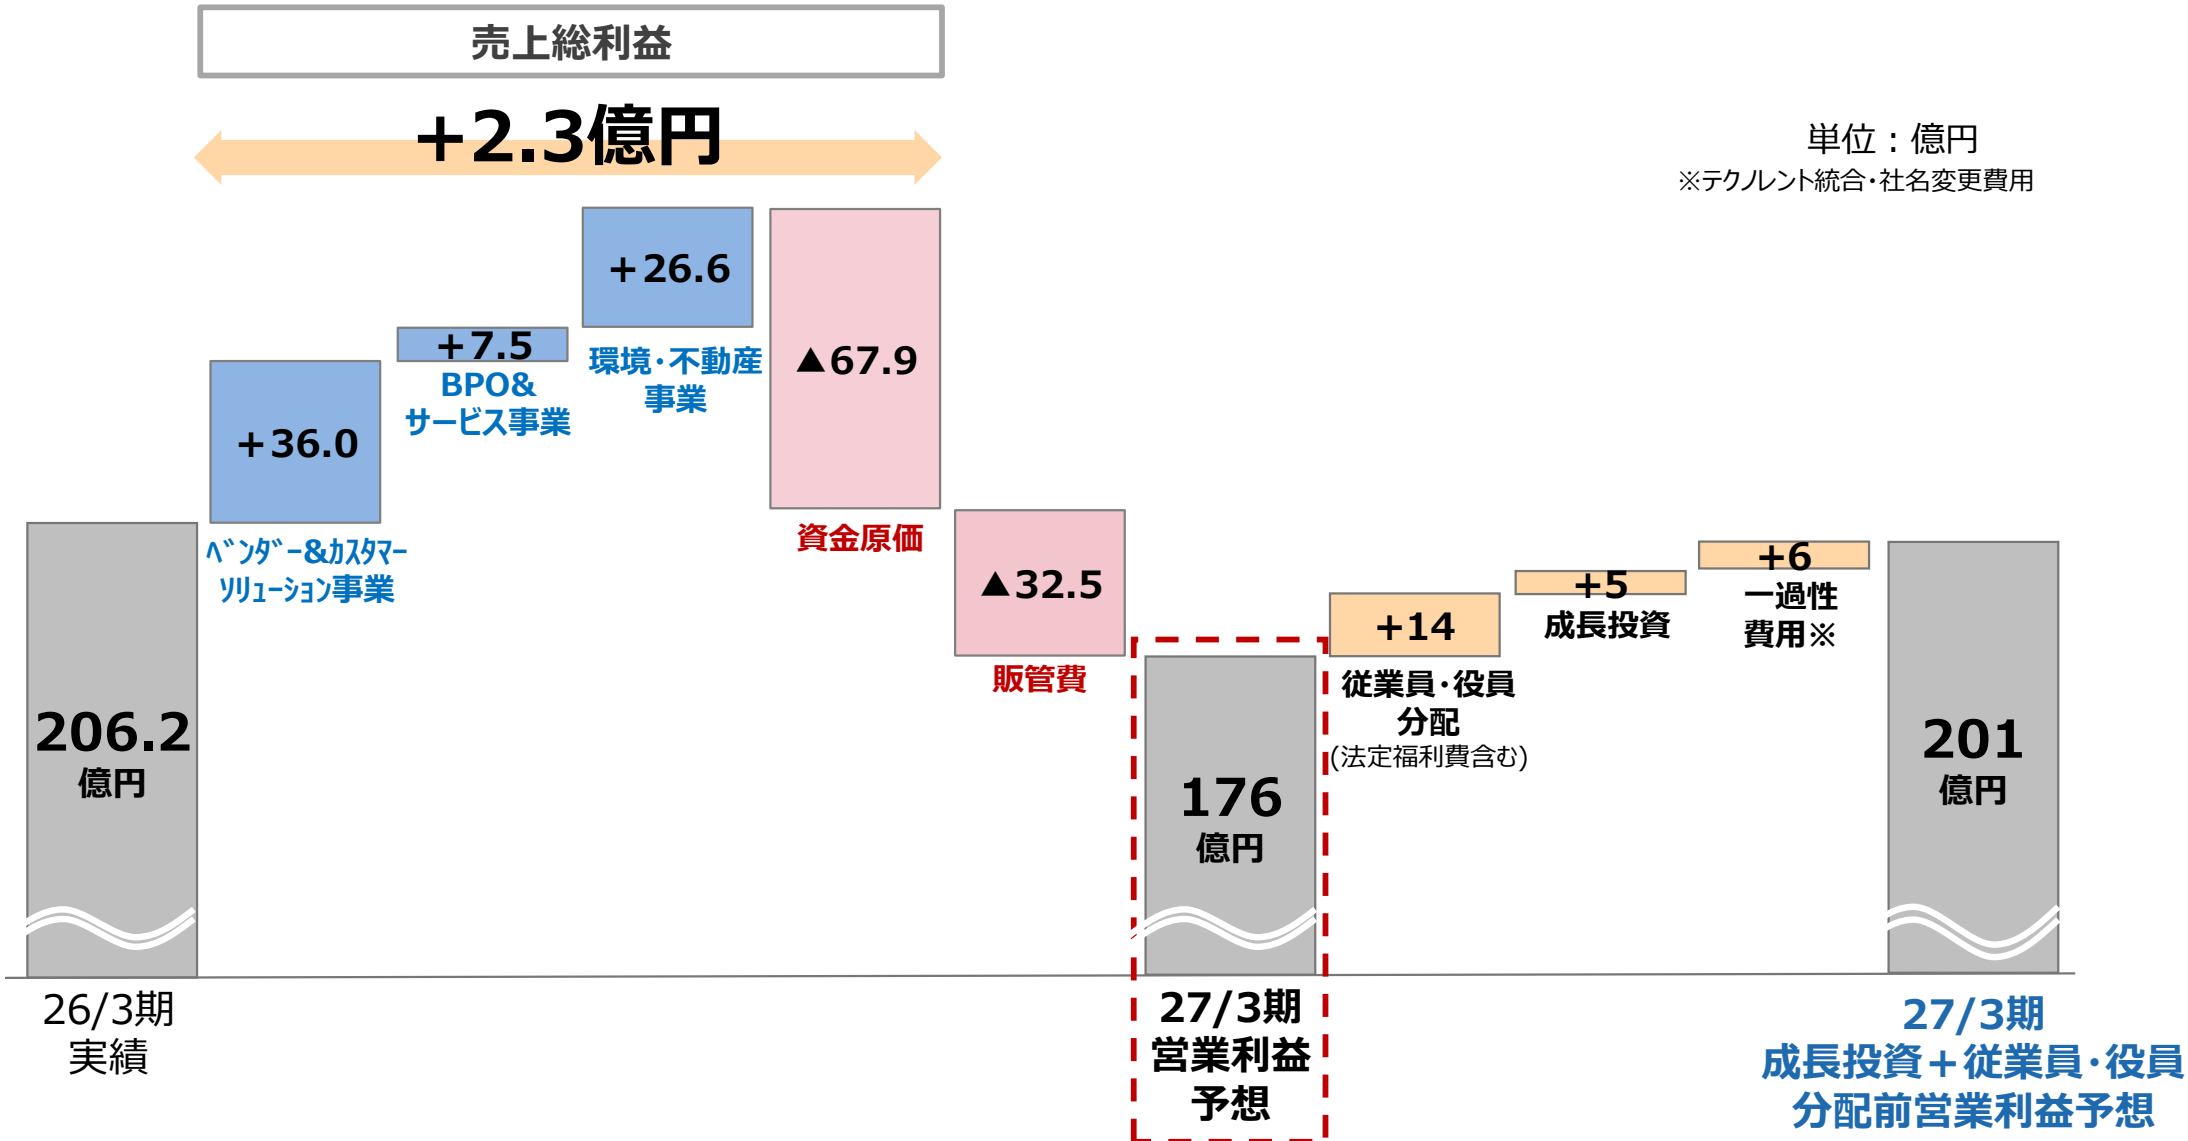 売上総利益
+2.3億円
単位：億円
※テクノレント統合・社名変更費用
+26.6
+7.5
BPO&
サービス事業
環境・不動産
事業
▲67.9
+36.0
ﾍﾞﾝﾀﾞｰ&ｶｽﾀﾏｰ
ｿﾘｭｰｼｮﾝ事業
資金原価
▲32.5
販管費
+14
従業員・役員
分配
(法定福利費含む)
+5
成長投資
+6
一過性
費用※
206.2
億円
176
億円
201
億円
26/3期
実績
27/3期
営業利益
予想
27/3期
成長投資＋従業員・役員
分配前営業利益予想